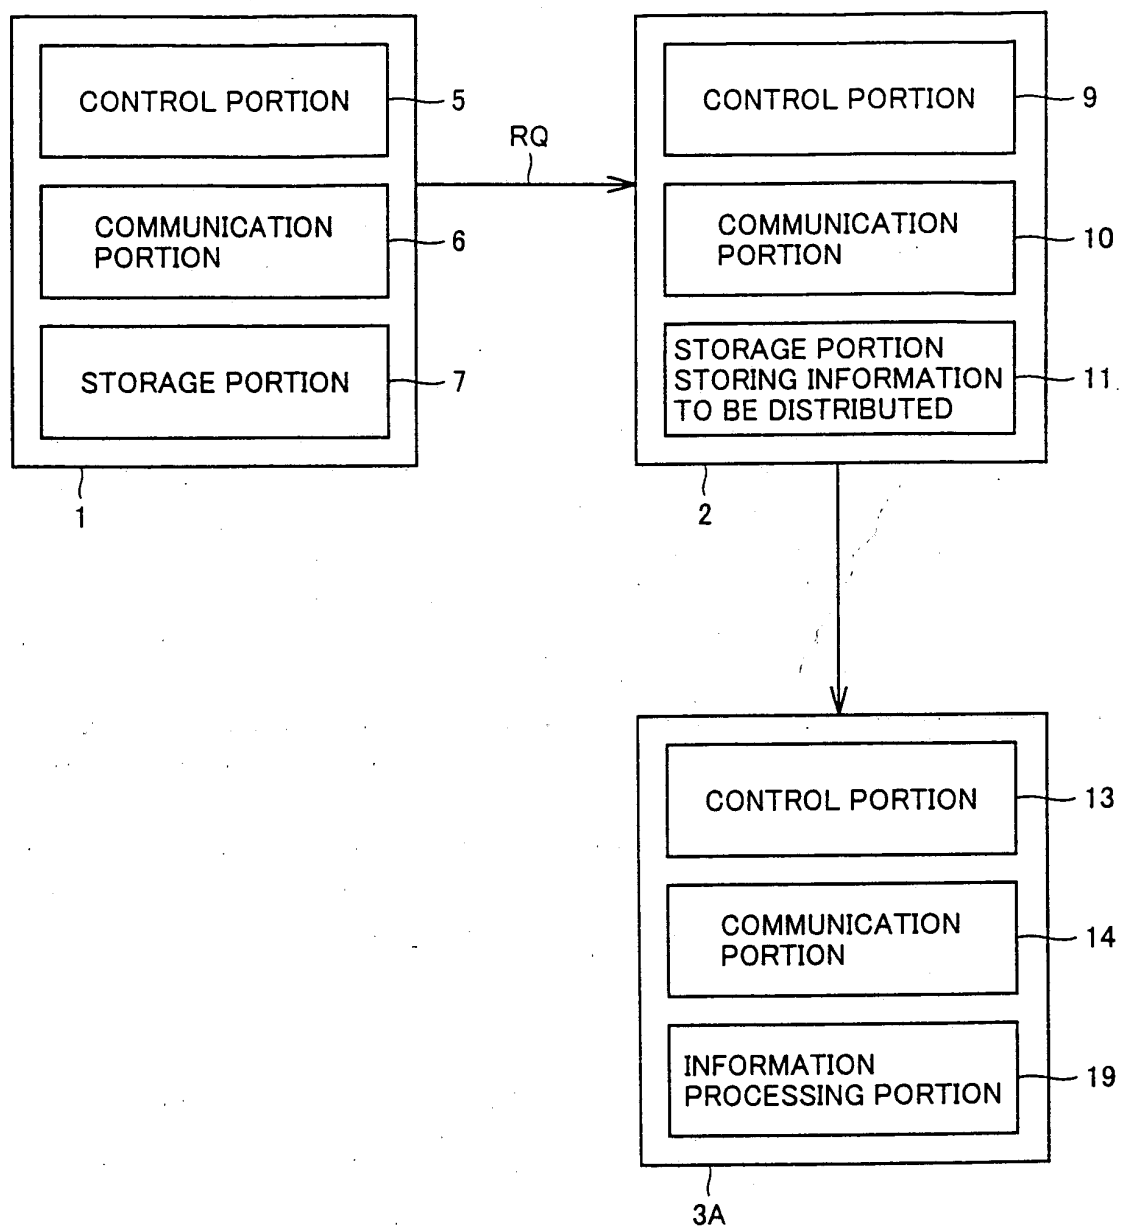 CONTROL PORTION
5
COMMUNICATION
PORTION
6
STORAGE PORTION
7
1
RQ
CONTROL PORTION
9
COMMUNICATION
PORTION
10
STORAGE PORTION
STORING INFORMATION
TO BE DISTRIBUTED
11
2
CONTROL PORTION
13
COMMUNICATION
PORTION
14
INFORMATION
PROCESSING PORTION
19
3A